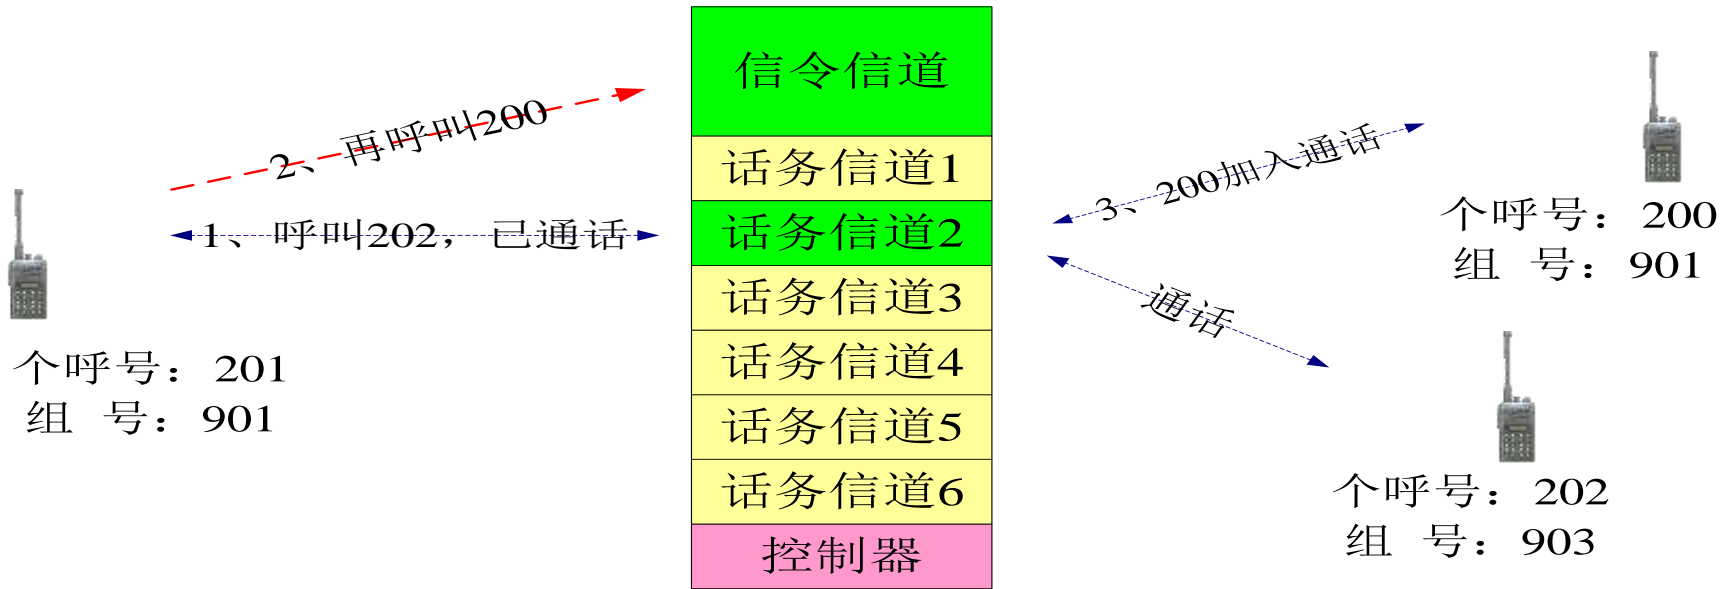 信令信道
2、再呼叫200
话务信道1
1、呼叫202，已通话
话务信道2
3、200加入通话
个呼号：200
组 号：901
话务信道3
通话
话务信道4
个呼号：201
组 号：901
话务信道5
话务信道6
个呼号：202
组 号：903
控制器